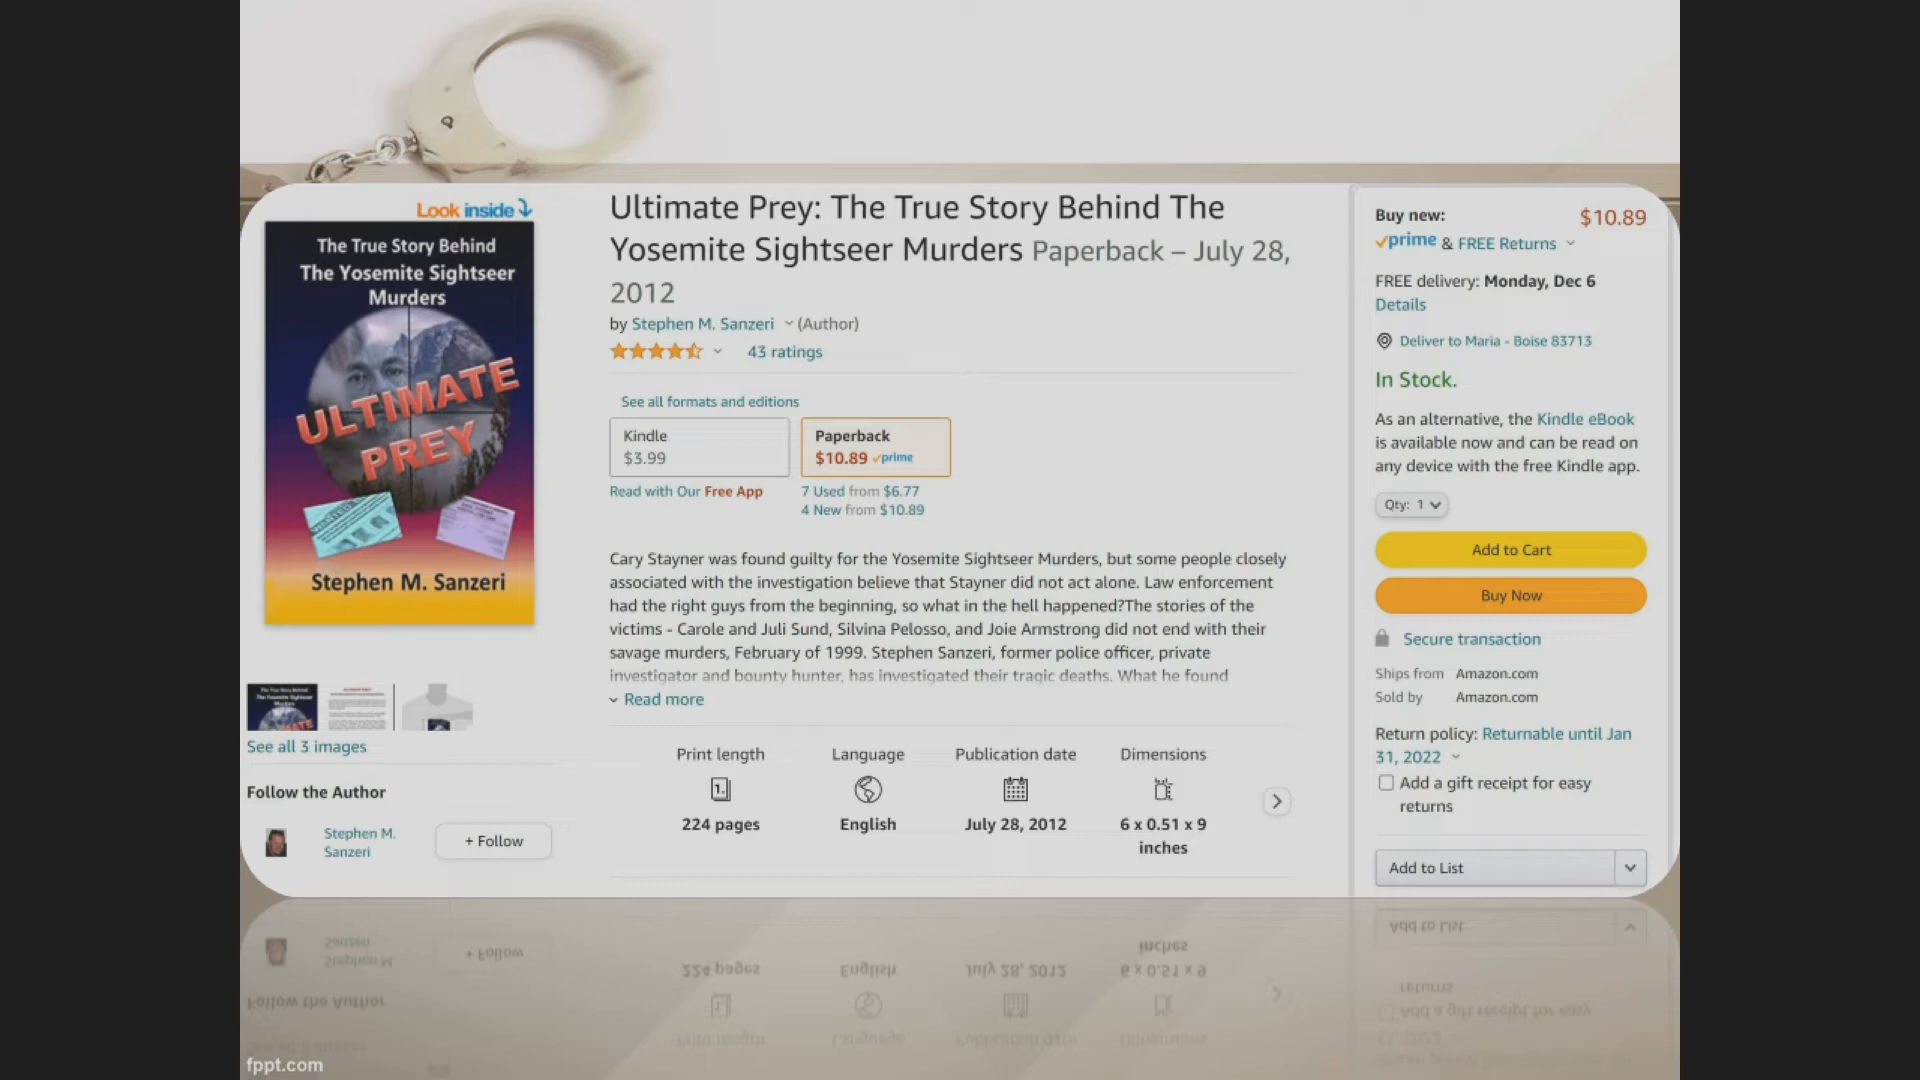 Look inside
The True Story Behind
The Yosemite Sightseer
Murders
ULTIMATE
PREY
Stephen M. Sanzeri
See all 3 images
Follow the Author
Stephen M.
Sanzeri
+ Follow
Ultimate Prey: The True Story Behind The
Yosemite Sightseer Murders Paperback – July 28,
2012
by Stephen M. Sanzeri (Author)
43 ratings
See all formats and editions
Kindle
$3.99
Paperback
$10.89 prime
Read with Our Free App
7 Used from $6.77
4 New from $10.89
Cary Stayner was found guilty for the Yosemite Sightseer Murders, but some people closely
associated with the investigation believe that Stayner did not act alone. Law enforcement
had the right guys from the beginning, so what in the hell happened?The stories of the
victims - Carole and Juli Sund, Silvina Pelosso, and Joie Armstrong did not end with their
savage murders, February of 1999. Stephen Sanzeri, former police officer, private
investigator and bounty hunter, has investigated their tragic deaths. What he found
Read more
Print length
224 pages
Language
English
Publication date
July 28, 2012
Dimensions
6 x 0.51 x 9
inches
Buy new:
$10.89
prime & FREE Returns
FREE delivery: Monday, Dec 6
Details
Deliver to Maria - Boise 83713
In Stock.
As an alternative, the Kindle eBook
is available now and can be read on
any device with the free Kindle app.
Qty: 1
Add to Cart
Buy Now
Secure transaction
Ships from Amazon.com
Sold by Amazon.com
Return policy: Returnable until Jan
31, 2022
Add a gift receipt for easy
returns
Add to List
fppt.com